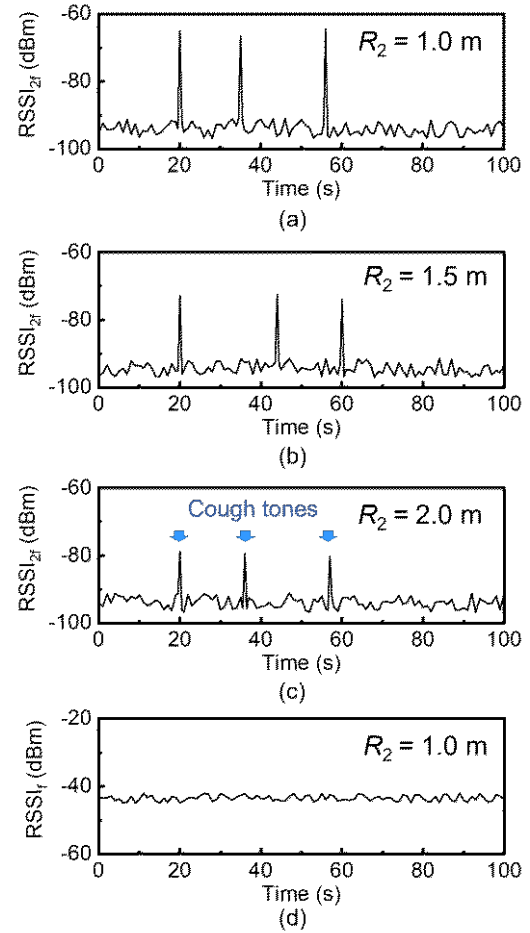 -60
R2 = 1.0 m
-80
RSSI2f (dBm)
-100
0 20 40 60 80 100
Time (s)
(a)
-60
R2 = 1.5 m
-80
RSSI2f (dBm)
-100
0 20 40 60 80 100
Time (s)
(b)
-60
Cough tones
R2 = 2.0 m
-80
RSSI2f (dBm)
-100
0 20 40 60 80 100
Time (s)
(c)
-20
R2 = 1.0 m
-40
RSSIf (dBm)
-60
0 20 40 60 80 100
Time (s)
(d)